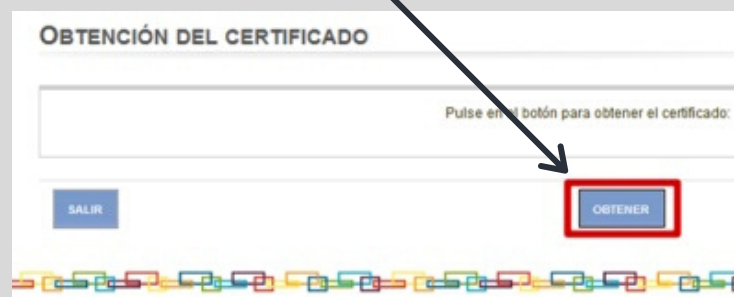 OBTENCIÓN DEL CERTIFICADO
Pulse en el botón para obtener el certificado:
SALIR
OBTENER